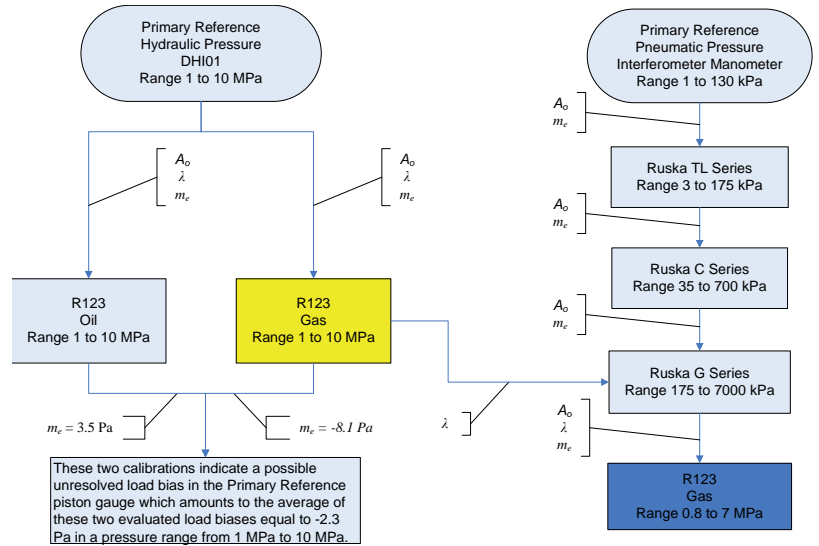 Primary Reference
Hydraulic Pressure
DHI01
Range 1 to 10 MPa
Aₒ
λ
mₑ
Aₒ
λ
mₑ
R123
Oil
Range 1 to 10 MPa
R123
Gas
Range 1 to 10 MPa
mₑ = 3.5 Pa
mₑ = -8.1 Pa
These two calibrations indicate a possible
unresolved load bias in the Primary Reference
piston gauge which amounts to the average of
these two evaluated load biases equal to -2.3
Pa in a pressure range from 1 MPa to 10 MPa.
Primary Reference
Pneumatic Pressure
Interferometer Manometer
Range 1 to 130 kPa
Aₒ
mₑ
Ruska TL Series
Range 3 to 175 kPa
Aₒ
mₑ
Ruska C Series
Range 35 to 700 kPa
Aₒ
mₑ
Ruska G Series
Range 175 to 7000 kPa
λ
Aₒ
λ
mₑ
R123
Gas
Range 0.8 to 7 MPa